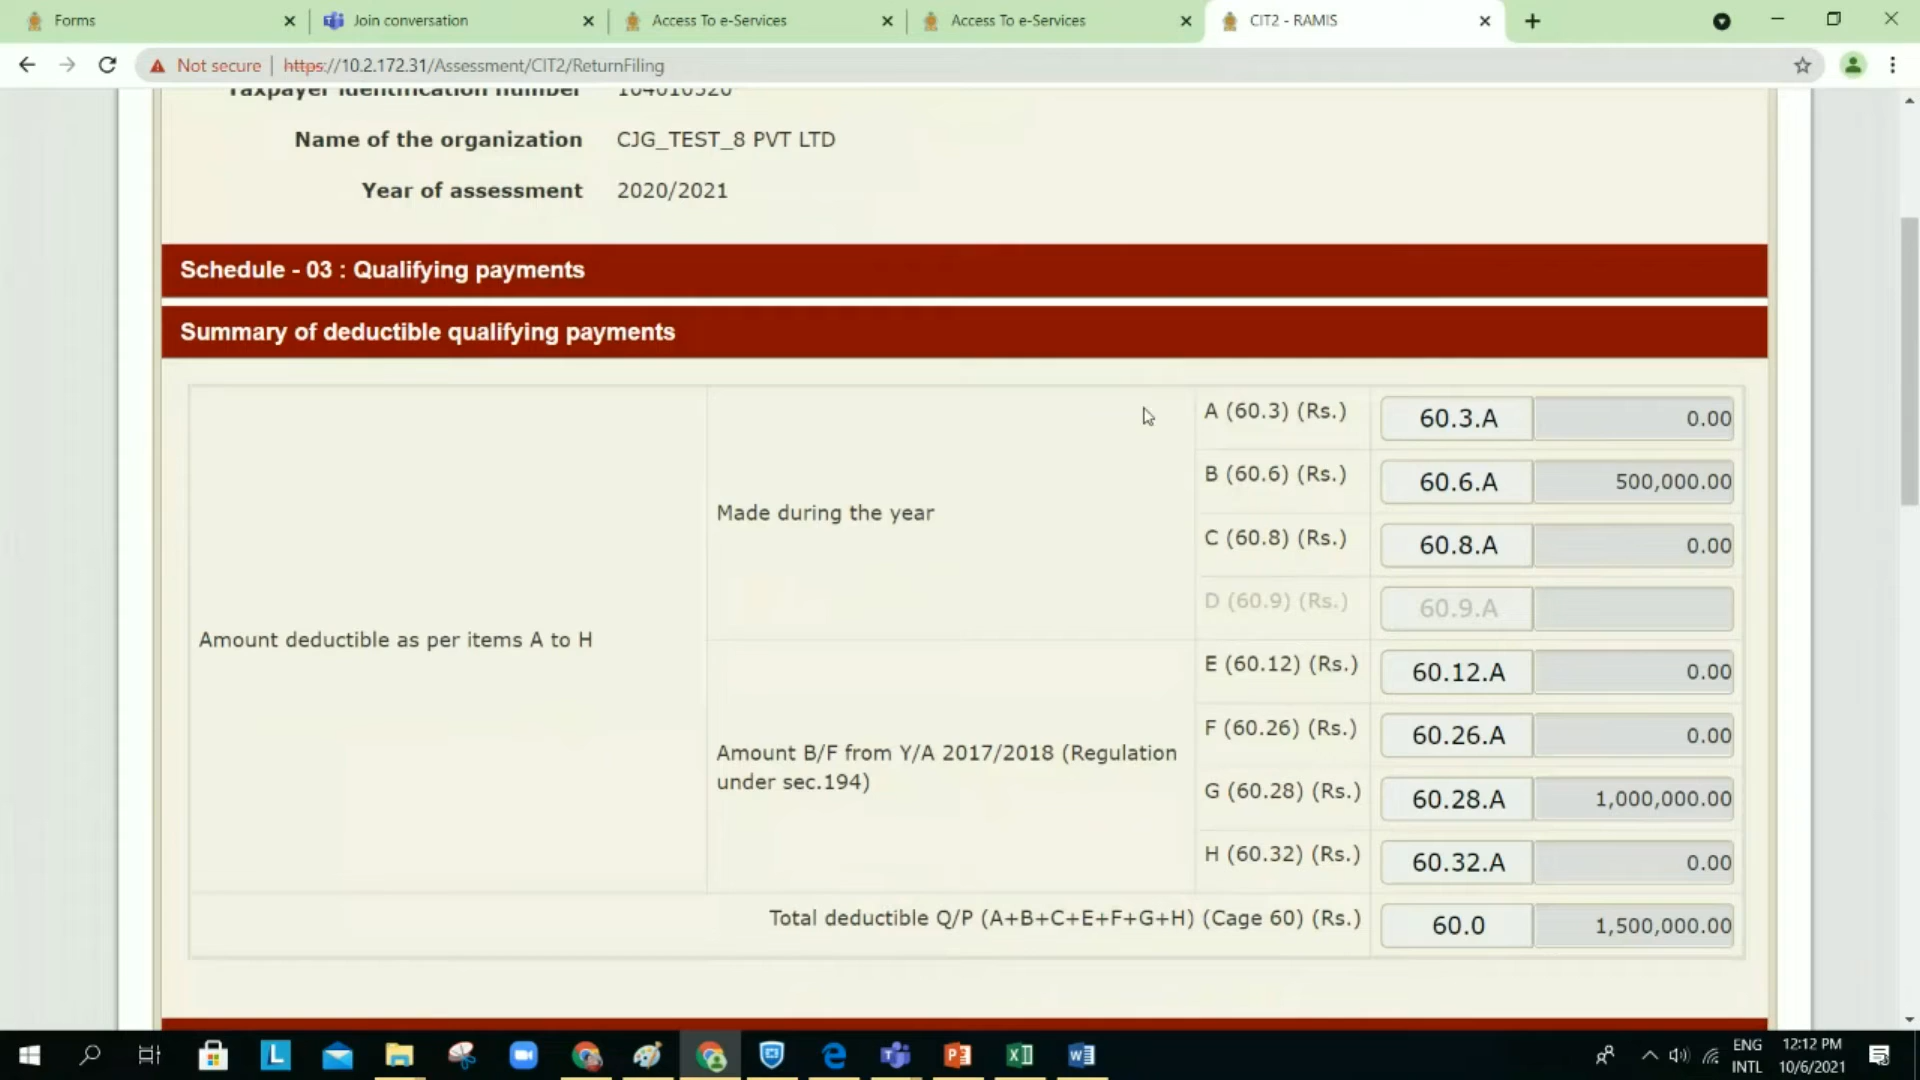 Forms
Join conversation
Access To e-Services
Access To e-Services
CIT2 - RAMIS
Not secure | https://10.2.172.31/Assessment/CIT2/ReturnFiling
Taxpayer identification number 104010320
Name of the organization CJG_TEST_8 PVT LTD
Year of assessment 2020/2021
Schedule - 03 : Qualifying payments
Summary of deductible qualifying payments
A (60.3) (Rs.) 60.3.A 0.00
B (60.6) (Rs.) 60.6.A 500,000.00
Made during the year
C (60.8) (Rs.) 60.8.A 0.00
D (60.9) (Rs.) 60.9.A
Amount deductible as per items A to H
E (60.12) (Rs.) 60.12.A 0.00
F (60.26) (Rs.) 60.26.A 0.00
Amount B/F from Y/A 2017/2018 (Regulation
under sec.194)
G (60.28) (Rs.) 60.28.A 1,000,000.00
H (60.32) (Rs.) 60.32.A 0.00
Total deductible Q/P (A+B+C+E+F+G+H) (Cage 60) (Rs.) 60.0 1,500,000.00
ENG
INTL
12:12 PM
10/6/2021